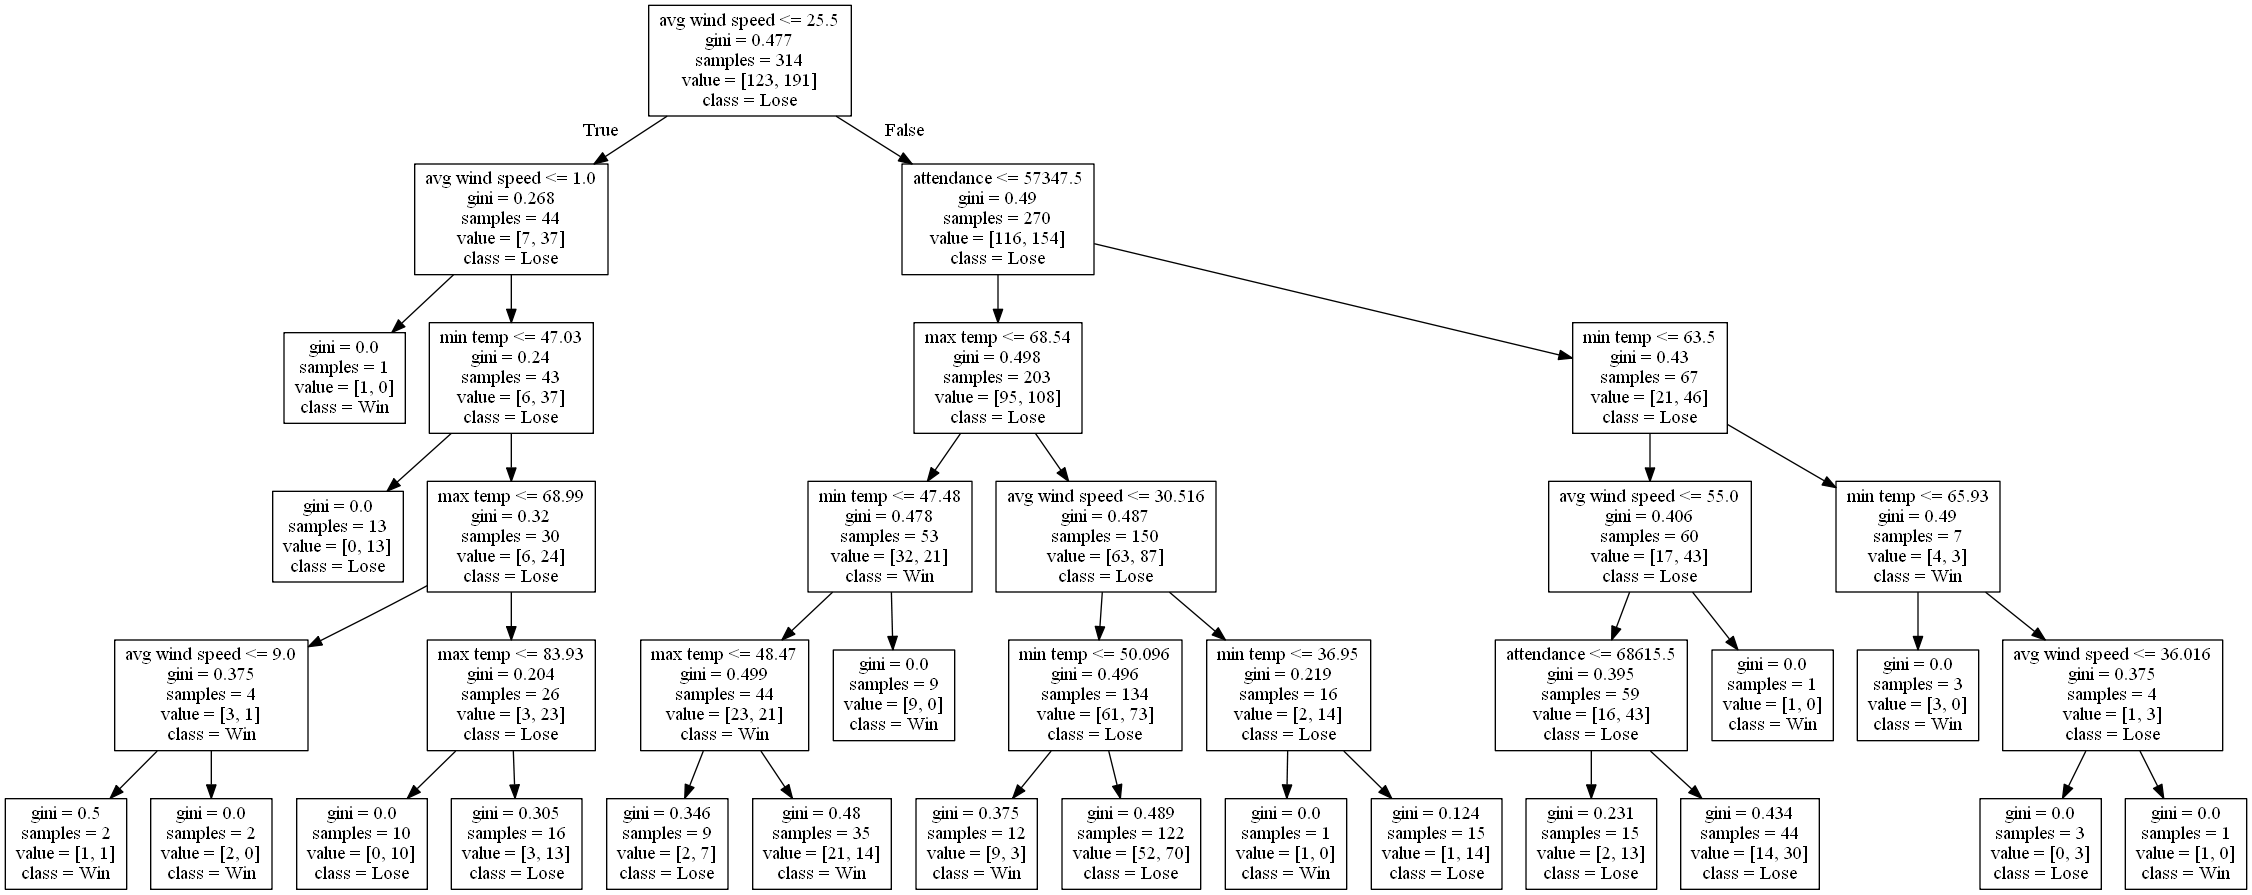 avg wind speed <= 25.5
gini = 0.477
samples = 314
value = [123, 191]
class = Lose
True
False
avg wind speed <= 1.0
gini = 0.268
samples = 44
value = [7, 37]
class = Lose
attendance <= 57347.5
gini = 0.49
samples = 270
value = [116, 154]
class = Lose
gini = 0.0
samples = 1
value = [1, 0]
class = Win
min temp <= 47.03
gini = 0.24
samples = 43
value = [6, 37]
class = Lose
max temp <= 68.54
gini = 0.498
samples = 203
value = [95, 108]
class = Lose
min temp <= 63.5
gini = 0.43
samples = 67
value = [21, 46]
class = Lose
gini = 0.0
samples = 13
value = [0, 13]
class = Lose
max temp <= 68.99
gini = 0.32
samples = 30
value = [6, 24]
class = Lose
min temp <= 47.48
gini = 0.478
samples = 53
value = [32, 21]
class = Win
avg wind speed <= 30.516
gini = 0.487
samples = 150
value = [63, 87]
class = Lose
avg wind speed <= 55.0
gini = 0.406
samples = 60
value = [17, 43]
class = Lose
min temp <= 65.93
gini = 0.49
samples = 7
value = [4, 3]
class = Win
avg wind speed <= 9.0
gini = 0.375
samples = 4
value = [3, 1]
class = Win
max temp <= 83.93
gini = 0.204
samples = 26
value = [3, 23]
class = Lose
max temp <= 48.47
gini = 0.499
samples = 44
value = [23, 21]
class = Win
gini = 0.0
samples = 9
value = [9, 0]
class = Win
min temp <= 50.096
gini = 0.496
samples = 134
value = [61, 73]
class = Lose
min temp <= 36.95
gini = 0.219
samples = 16
value = [2, 14]
class = Lose
attendance <= 68615.5
gini = 0.395
samples = 59
value = [16, 43]
class = Lose
gini = 0.0
samples = 1
value = [1, 0]
class = Win
gini = 0.0
samples = 3
value = [3, 0]
class = Win
avg wind speed <= 36.016
gini = 0.375
samples = 4
value = [1, 3]
class = Lose
gini = 0.5
samples = 2
value = [1, 1]
class = Win
gini = 0.0
samples = 2
value = [2, 0]
class = Win
gini = 0.0
samples = 10
value = [0, 10]
class = Lose
gini = 0.305
samples = 16
value = [3, 13]
class = Lose
gini = 0.346
samples = 9
value = [2, 7]
class = Lose
gini = 0.48
samples = 35
value = [21, 14]
class = Win
gini = 0.375
samples = 12
value = [9, 3]
class = Win
gini = 0.489
samples = 122
value = [52, 70]
class = Lose
gini = 0.0
samples = 1
value = [1, 0]
class = Win
gini = 0.124
samples = 15
value = [1, 14]
class = Lose
gini = 0.231
samples = 15
value = [2, 13]
class = Lose
gini = 0.434
samples = 44
value = [14, 30]
class = Lose
gini = 0.0
samples = 3
value = [0, 3]
class = Lose
gini = 0.0
samples = 1
value = [1, 0]
class = Win